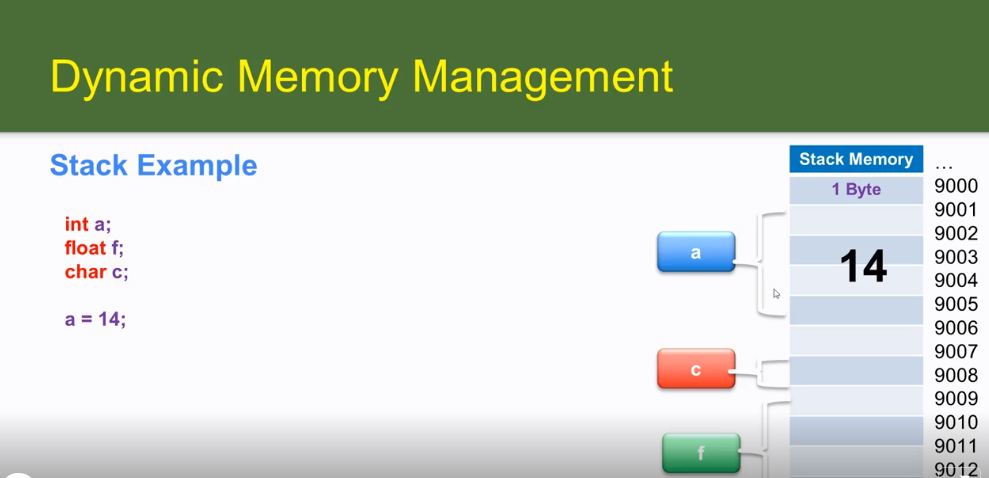 Dynamic Memory Management
Stack Example
int a;
float f;
char c;
a = 14;
a
c
f
Stack Memory
1 Byte
14
...
9000
9001
9002
9003
9004
9005
9006
9007
9008
9009
9010
9011
9012